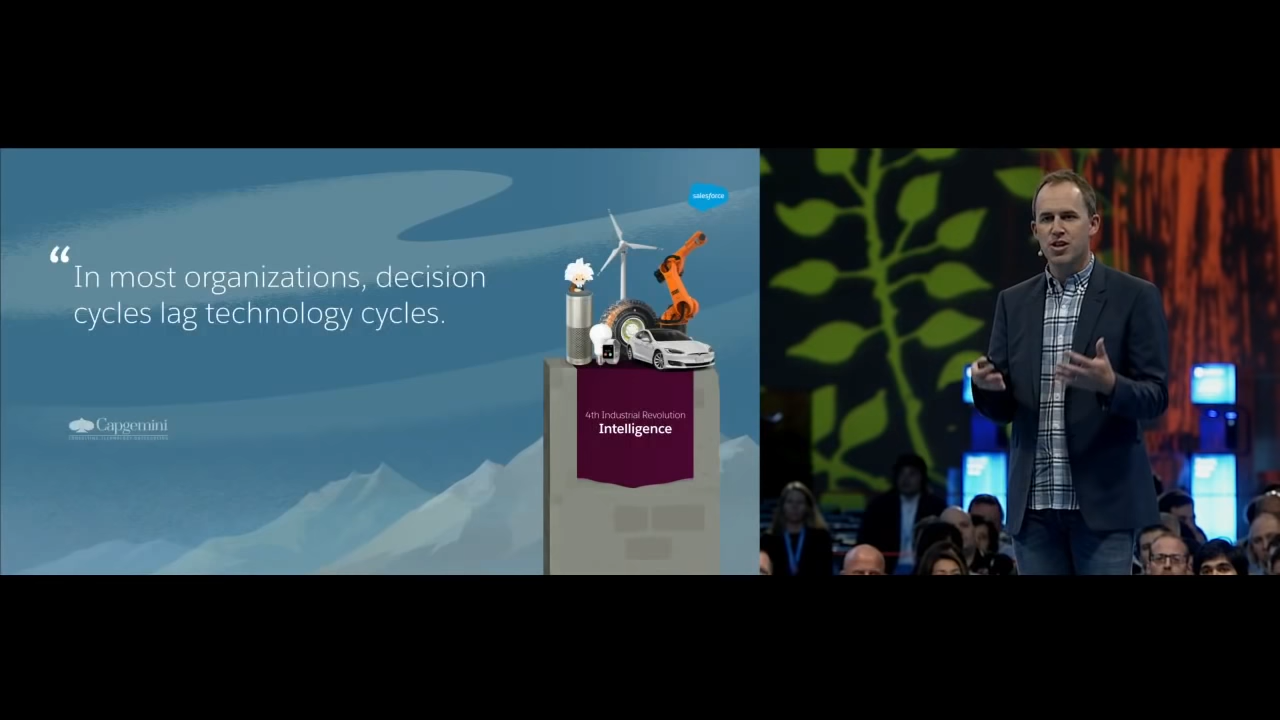 salesforce
“In most organizations, decision
cycles lag technology cycles.
Capgemini
4th Industrial Revolution
Intelligence